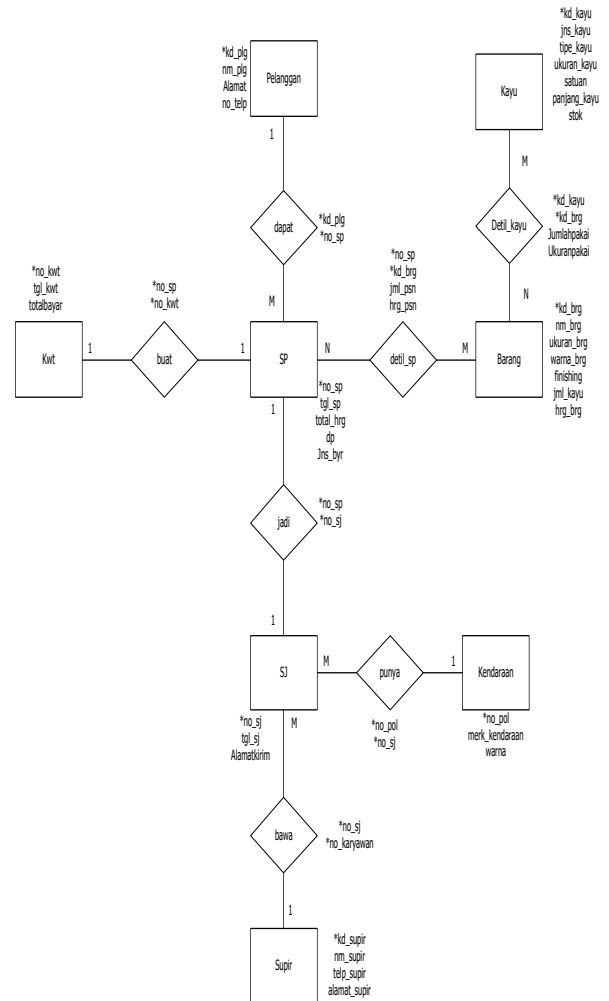 *kd_plg
nm_plg
Alamat
no_telp
Pelanggan
1
*kd_kayu
jns_kayu
tipe_kayu
ukuran_kayu
satuan
panjang_kayu
stok
Kayu
M
dapat
*kd_plg
*no_sp
M
Detil_kayu
*kd_kayu
*kd_brg
Jumlahpakai
Ukuranpakai
N
*no_kwt
tgl_kwt
totalbayar
Kwt
1
*no_sp
*no_kwt
buat
1
SP
N
*no_sp
tgl_sp
total_hrg
dp
Jns_byr
1
*no_sp
*kd_brg
jml_psn
hrg_psn
detil_sp
M
Barang
*kd_brg
nm_brg
ukuran_brg
warna_brg
finishing
jml_kayu
hrg_brg
jadi
*no_sp
*no_sj
1
SJ
M
*no_sj
tgl_sj
Alamatkirim
M
punya
*no_pol
*no_sj
1
Kendaraan
*no_pol
merk_kendaraan
warna
bawa
*no_sj
*no_karyawan
1
Supir
*kd_supir
nm_supir
telp_supir
alamat_supir